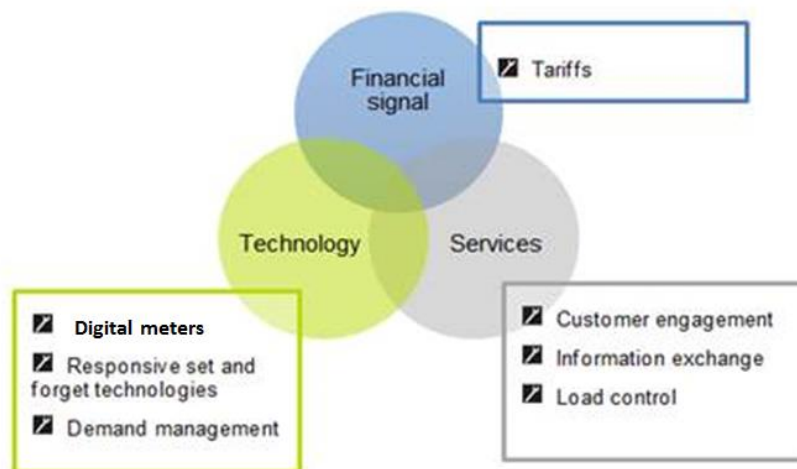 Financial
signal
Tariffs
Technology
Services
Digital meters
Responsive set and
forget technologies
Demand management
Customer engagement
Information exchange
Load control